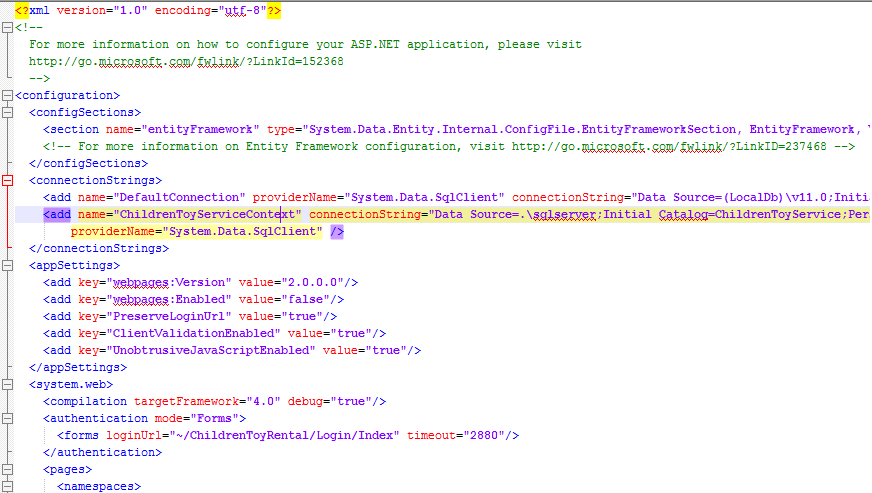 <?xml version="1.0" encoding="utf-8"?>
<!--
For more information on how to configure your ASP.NET application, please visit
http://go.microsoft.com/fwlink/?LinkId=152368
-->
<configuration>
<configSections>
<section name="entityFramework" type="System.Data.Entity.Internal.ConfigFile.EntityFrameworkSection, EntityFramework,
<!-- For more information on Entity Framework configuration, visit http://go.microsoft.com/fwlink/?LinkID=237468 -->
</configSections>
<connectionStrings>
<add name="DefaultConnection" providerName="System.Data.SqlClient" connectionString="Data Source=(LocalDb)\v11.0;Initi
<add name="ChildrenToyServiceContext" connectionString="Data Source=.\sqlserver;Initial Catalog=ChildrenToyService;Per
providerName="System.Data.SqlClient" />
</connectionStrings>
<appSettings>
<add key="webpages:Version" value="2.0.0.0"/>
<add key="webpages:Enabled" value="false"/>
<add key="PreserveLoginUrl" value="true"/>
<add key="ClientValidationEnabled" value="true"/>
<add key="UnobtrusiveJavaScriptEnabled" value="true"/>
</appSettings>
<system.web>
<compilation targetFramework="4.0" debug="true"/>
<authentication mode="Forms">
<forms loginUrl="~/ChildrenToyRental/Login/Index" timeout="2880"/>
</authentication>
<pages>
<namespaces>